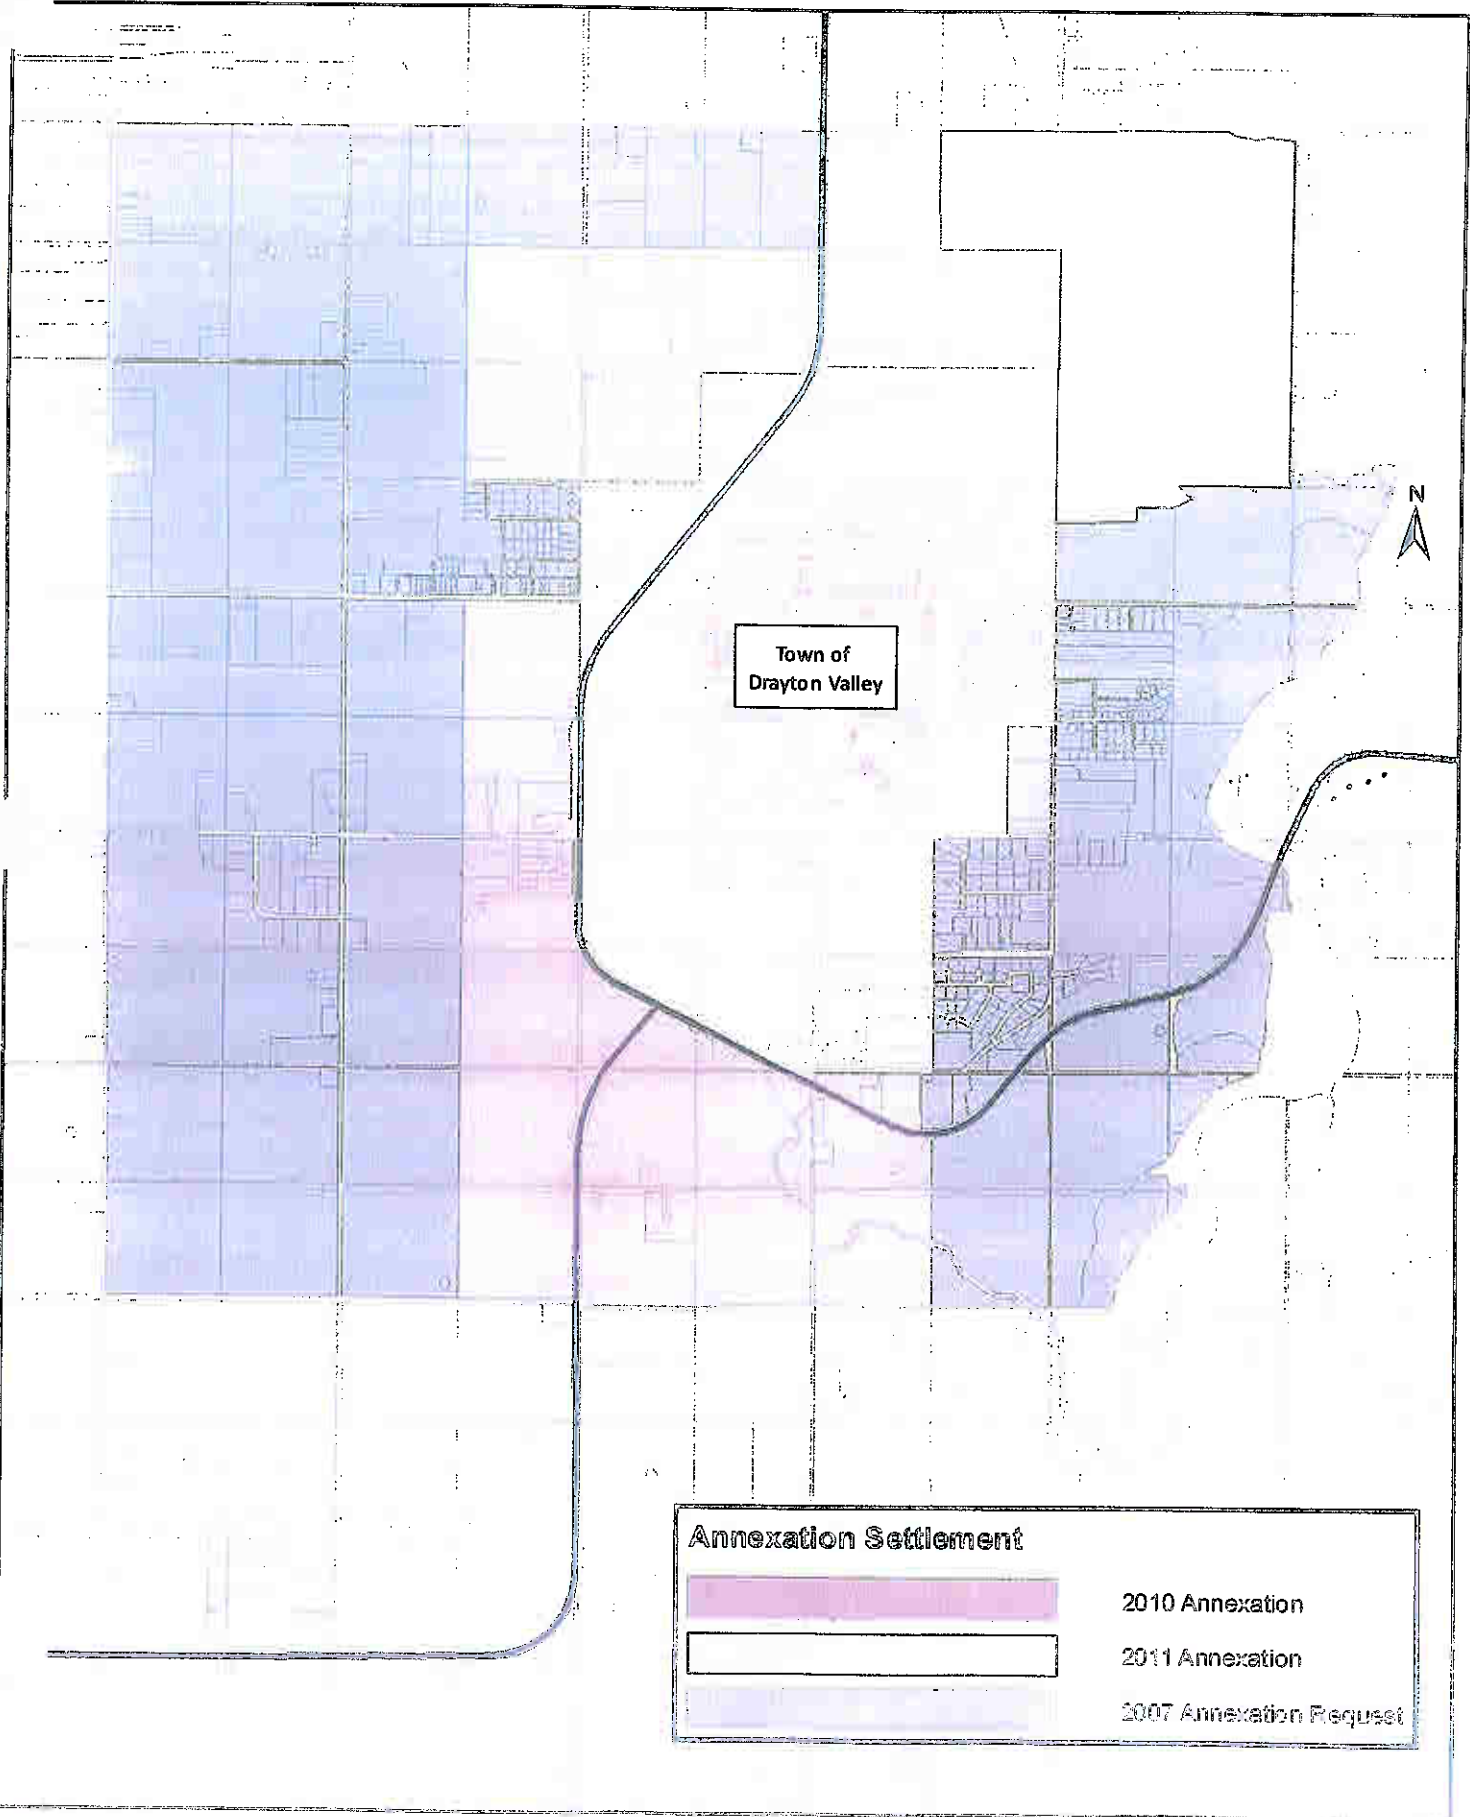 N
Town of
Drayton Valley
Annexation Settlement
2010 Annexation
2011 Annexation
2007 Annexation Request